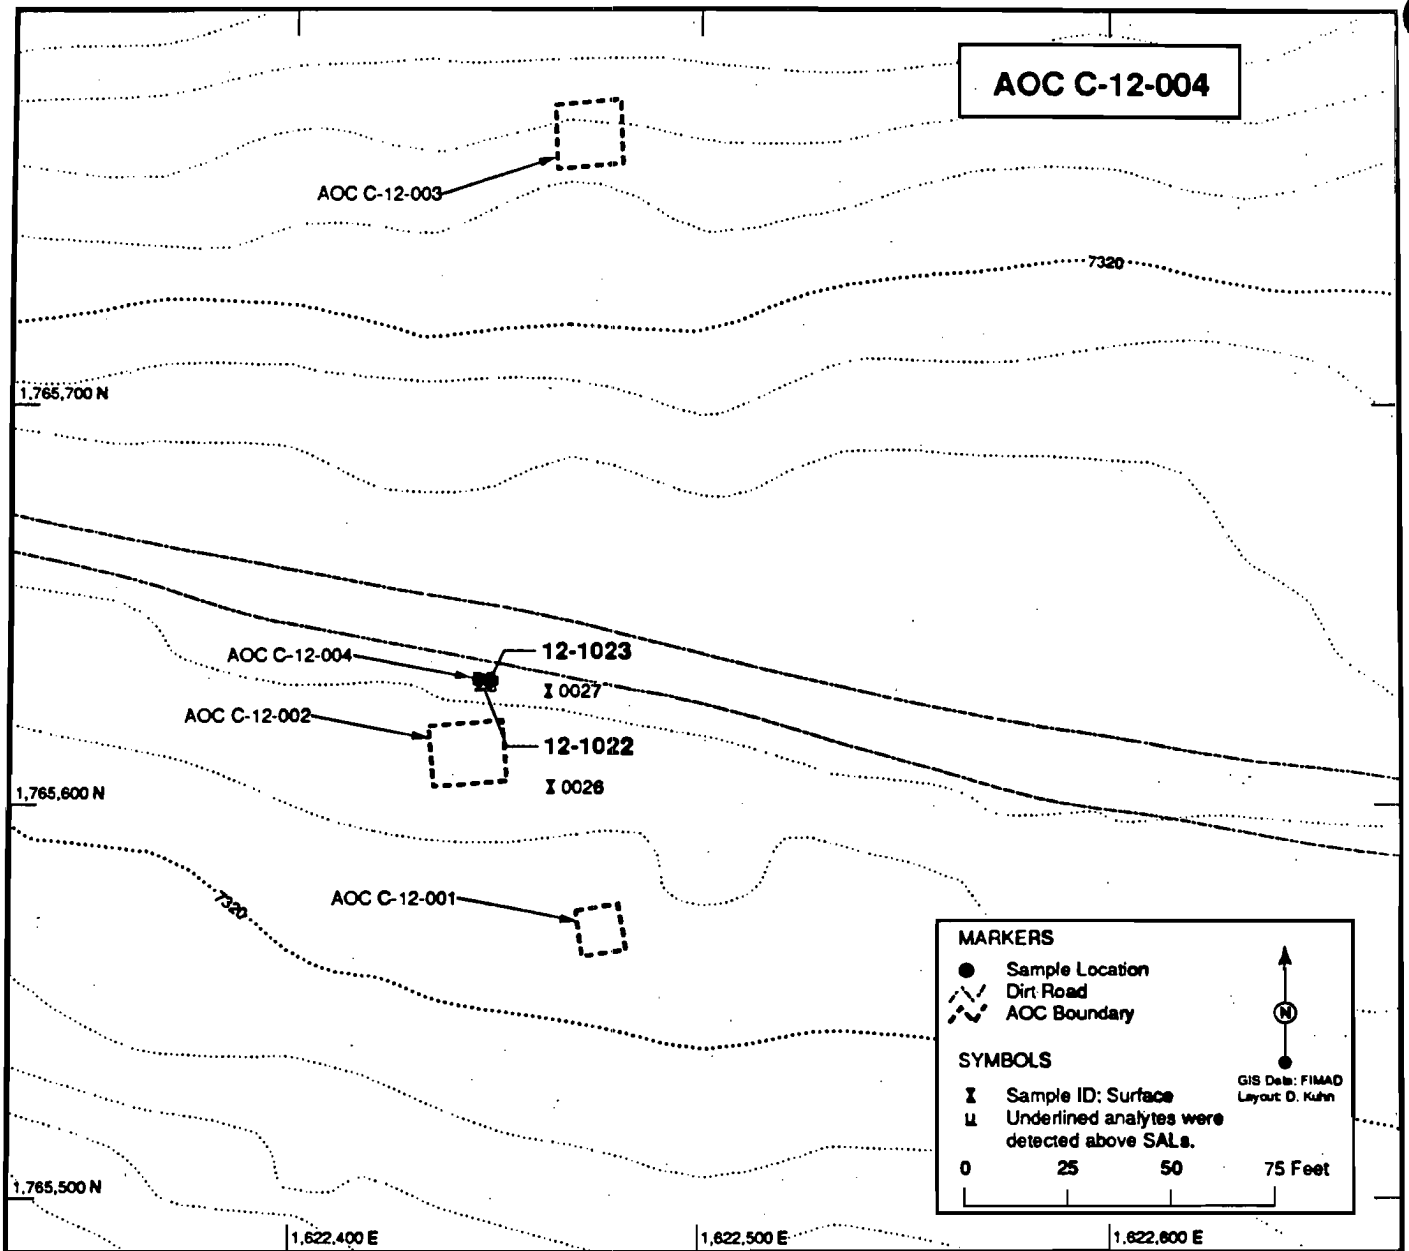 AOC C-12-004
AOC C-12-003
7320
1,765,700 N
12-1023
AOC C-12-004
I 0027
AOC C-12-002
12-1022
I 0026
1,765,600 N
AOC C-12-001
7320
MARKERS
Sample Location
Dirt Road
AOC Boundary
N
SYMBOLS
GIS Data: FIMAD
Layout: D. Kuhn
I Sample ID: Surface
u Underlined analytes were
detected above SALs.
0 25 50 75 Feet
1,765,500 N
1,622,400 E
1,622,500 E
1,622,600 E